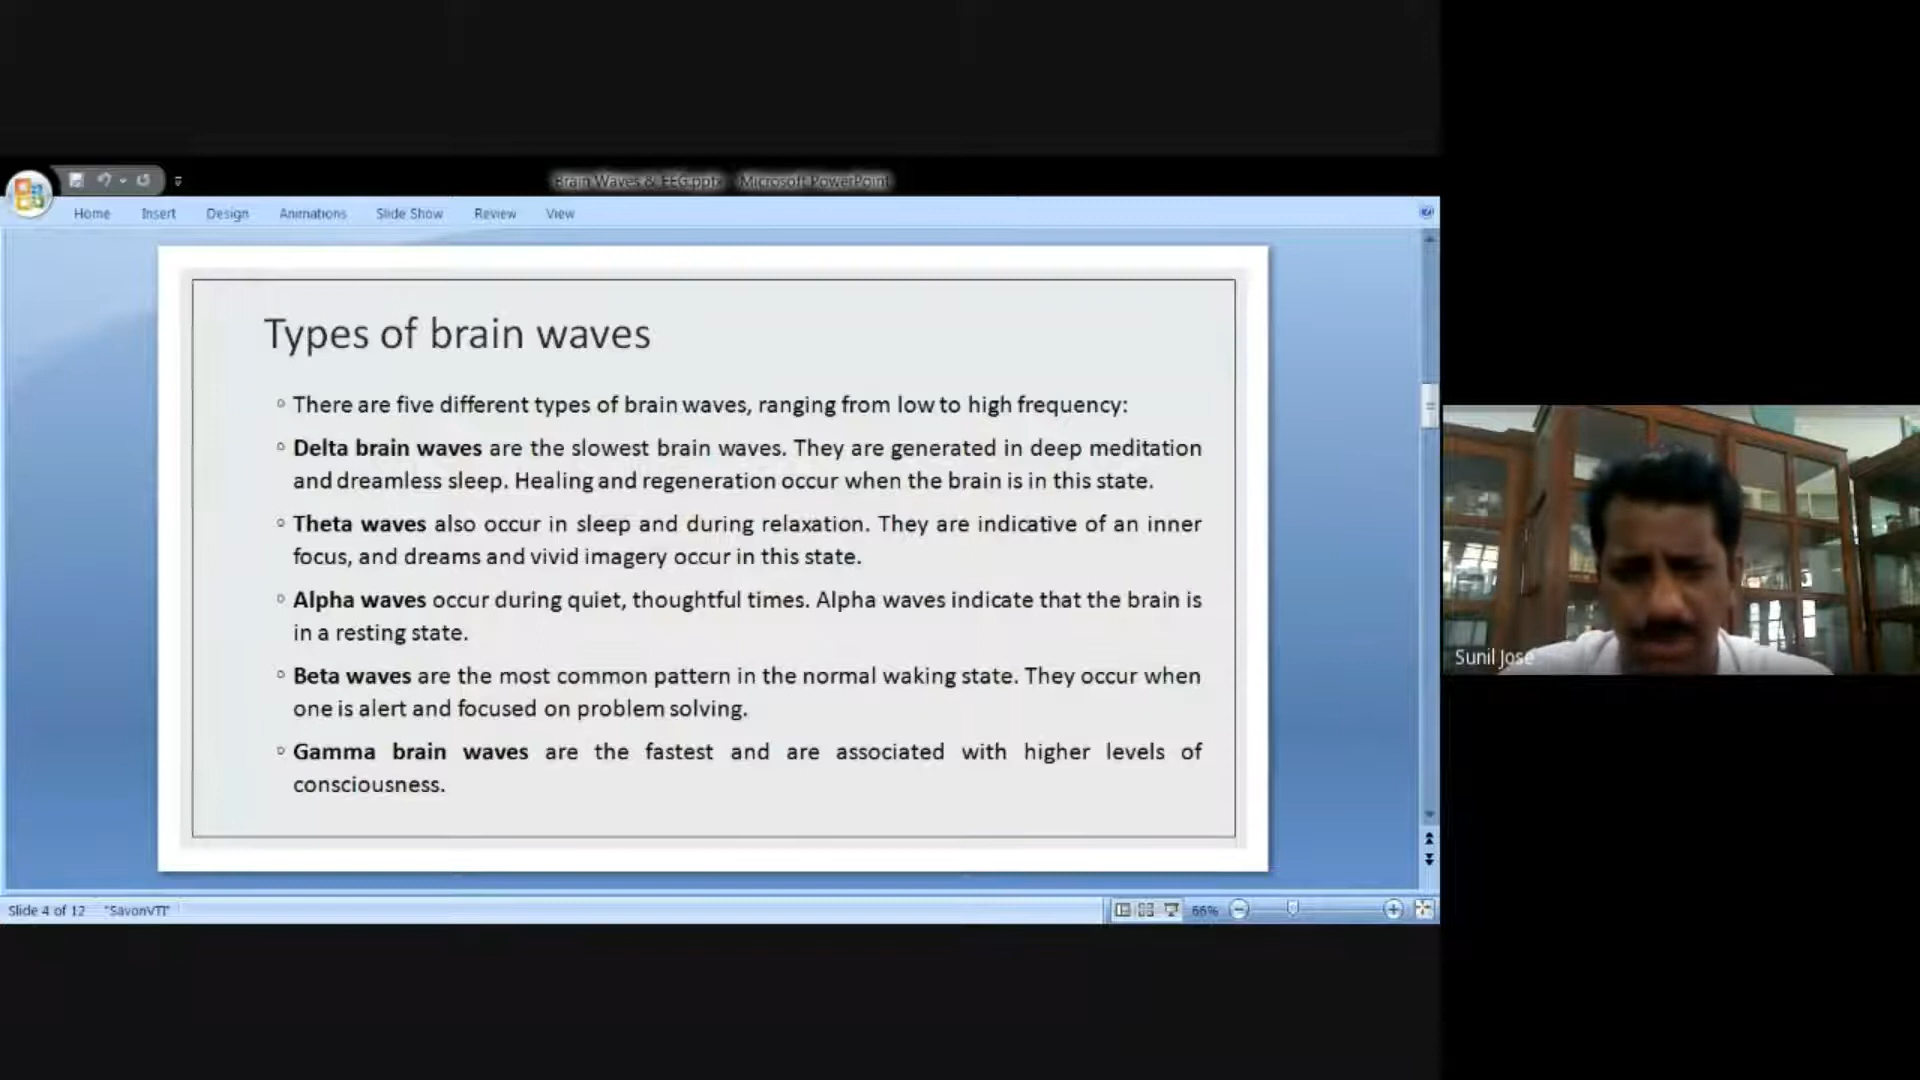 Brain Waves & EEG.pptx - Microsoft PowerPoint
Home Insert Design Animations Slide Show Review View
Types of brain waves
There are five different types of brain waves, ranging from low to high frequency:
Delta brain waves are the slowest brain waves. They are generated in deep meditation
and dreamless sleep. Healing and regeneration occur when the brain is in this state.
Theta waves also occur in sleep and during relaxation. They are indicative of an inner
focus, and dreams and vivid imagery occur in this state.
Alpha waves occur during quiet, thoughtful times. Alpha waves indicate that the brain is
in a resting state.
Beta waves are the most common pattern in the normal waking state. They occur when
one is alert and focused on problem solving.
Gamma brain waves are the fastest and are associated with higher levels of
consciousness.
Sunil Jose
Slide 4 of 12 "SavonVTI" 66%